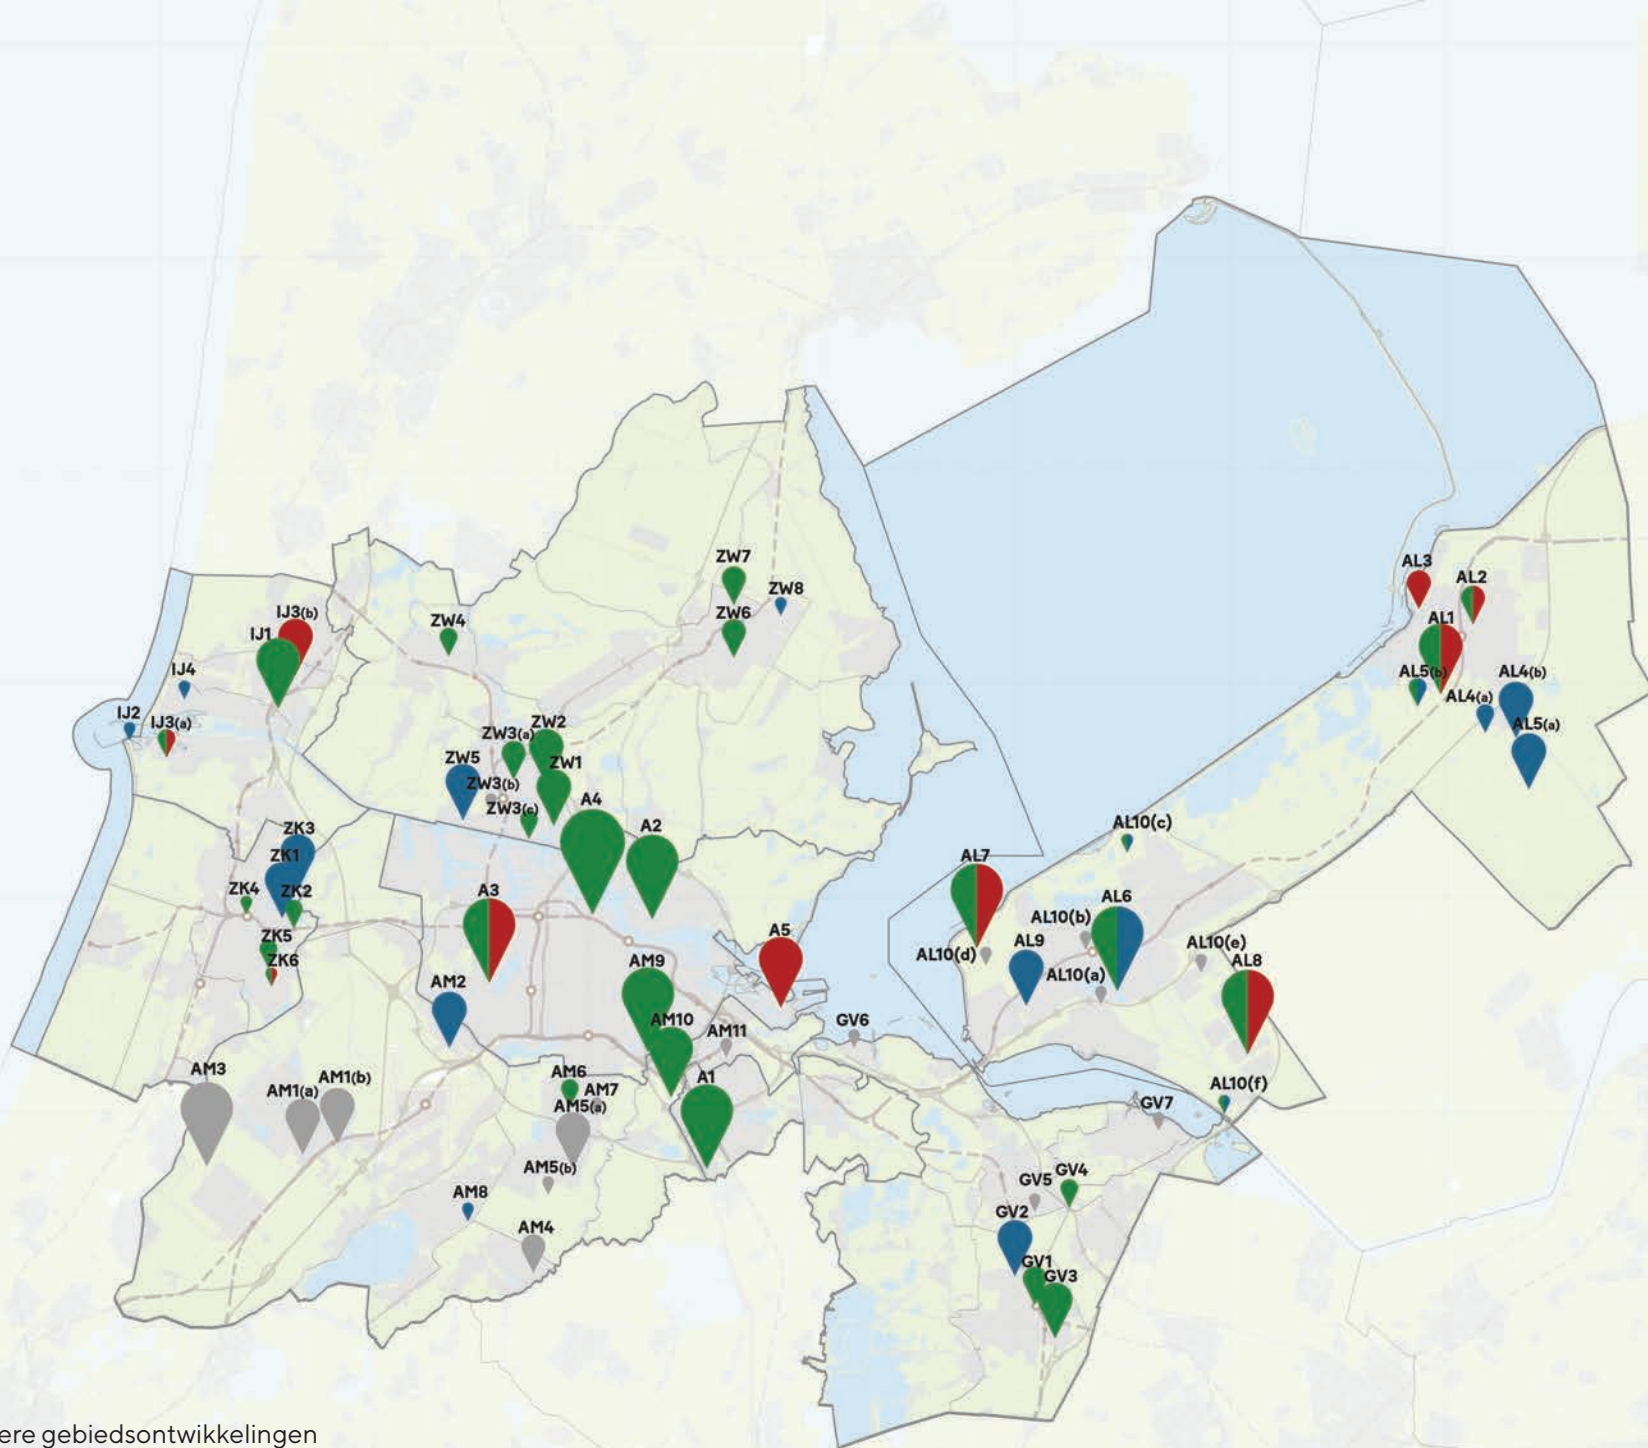 ZW7
AL3
ZW8
AL2
IJ3(b)
ZW6
ZW4
AL1
IJ1
IJ4
AL5(b)
AL4(b)
AL4(a)
IJ2
IJ3(a)
ZW2
ZW3(a)
AL5(a)
ZW5
ZW1
ZW3(b)
A4
ZW3(c)
AL10(c)
ZK3
A2
ZK1
AL7
ZK4
ZK2
A3
AL6
AL10(b)
A5
ZK5
AL9
AL10(e)
AL10(d)
ZK6
AM9
AL8
AL10(a)
AM2
AM10
GV6
AM11
AM3
AM6
AM1(b)
A1
AL10(f)
AM1(a)
AM7
GV7
AM5(a)
AM5(b)
GV4
GV5
AM8
GV2
AM4
GV1
GV3
ere gebiedsontwikkelingen